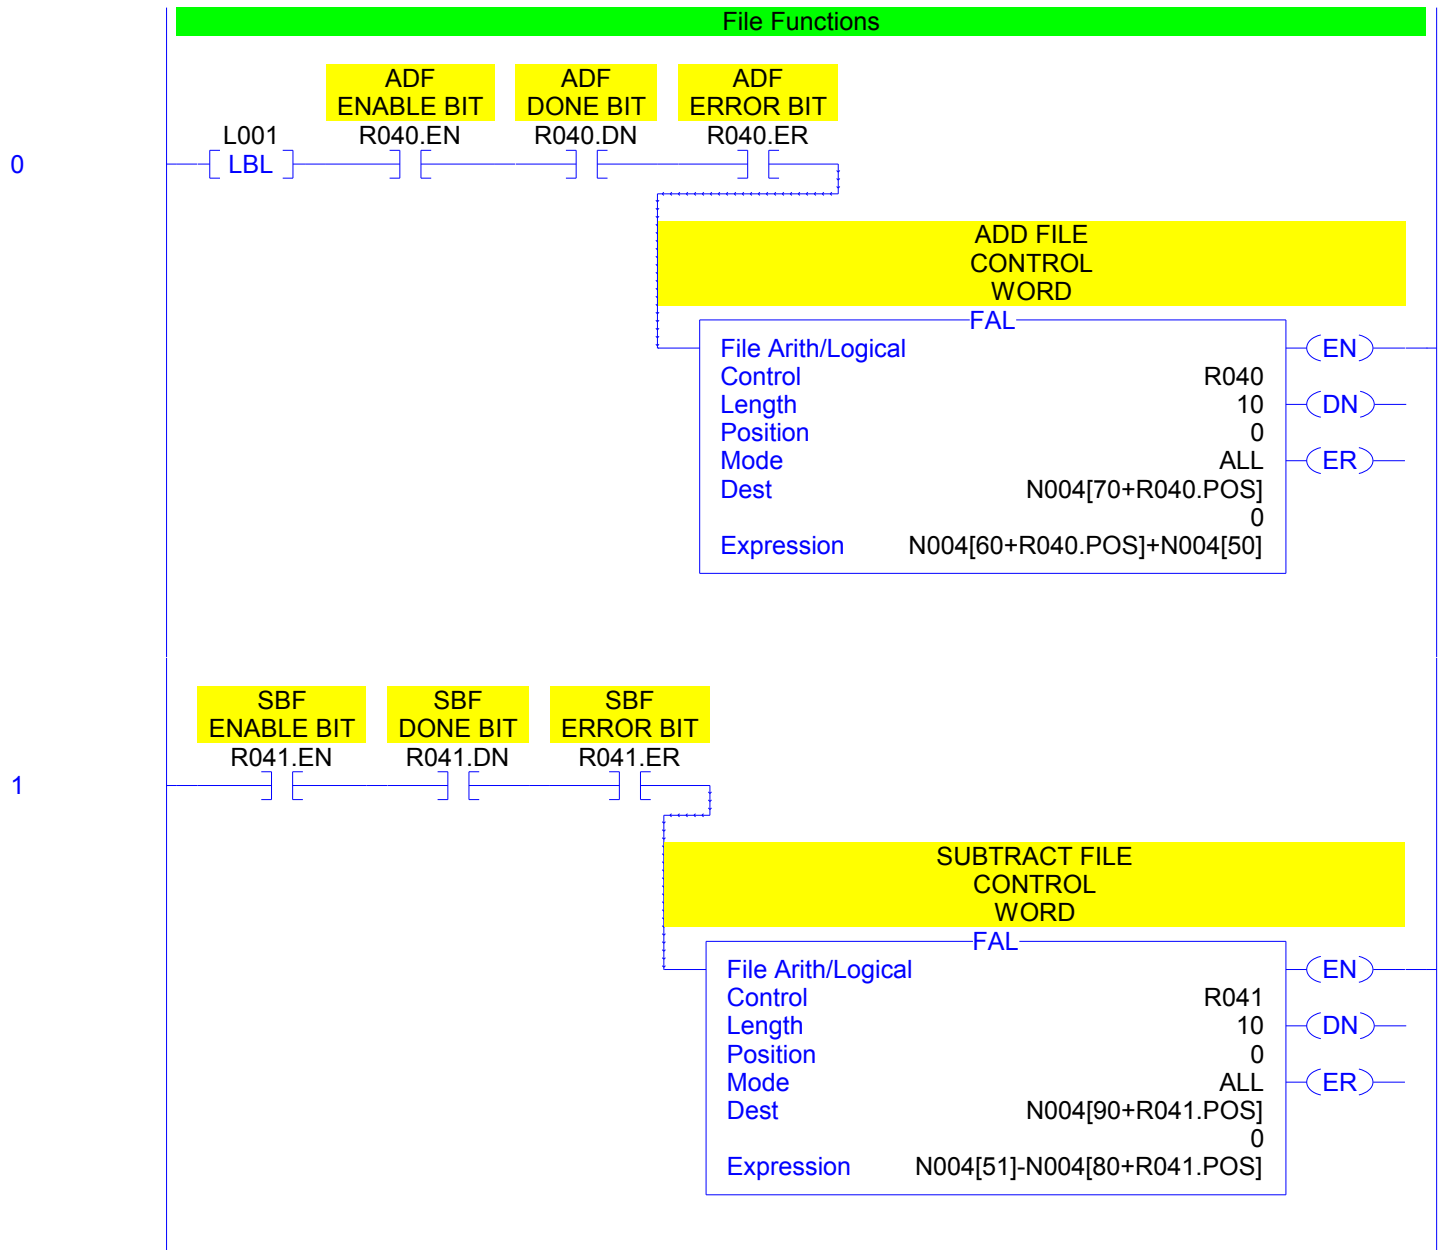 File Functions
ADF ADF ADF
ENABLE BIT DONE BIT ERROR BIT
L001 R040.EN R040.DN R040.ER
0 LBL
ADD FILE
CONTROL
WORD
FAL
File Arith/Logical EN
Control R040
Length 10 DN
Position 0
Mode ALL ER
Dest N004[70+R040.POS]
0
Expression N004[60+R040.POS]+N004[50]
SBF SBF SBF
ENABLE BIT DONE BIT ERROR BIT
R041.EN R041.DN R041.ER
1
SUBTRACT FILE
CONTROL
WORD
FAL
File Arith/Logical EN
Control R041
Length 10 DN
Position 0
Mode ALL ER
Dest N004[90+R041.POS]
0
Expression N004[51]-N004[80+R041.POS]